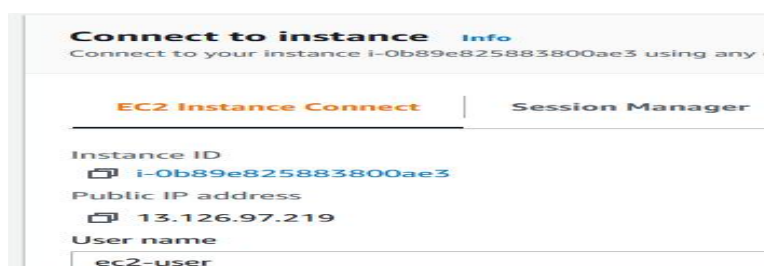 Connect to instance Info
Connect to your instance i-0b89e825883800ae3 using any
EC2 Instance Connect Session Manager
Instance ID
i-0b89e825883800ae3
Public IP address
13.126.97.219
User name
ec2-user